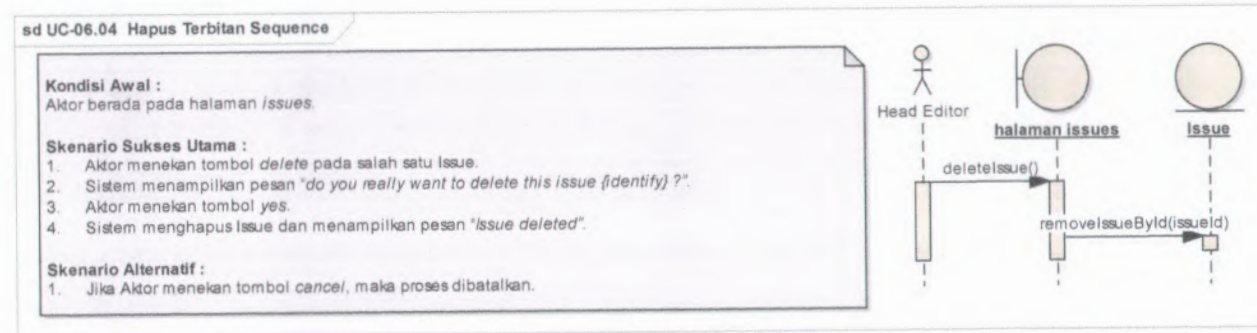 sd UC-06.04 Hapus Terbitan Sequence
Kondisi Awal :
Aktor berada pada halaman issues.
Skenario Sukses Utama :
1. Aktor menekan tombol delete pada salah satu Issue.
2. Sistem menampilkan pesan "do you really want to delete this issue {identify} ?".
3. Aktor menekan tombol yes.
4. Sistem menghapus Issue dan menampilkan pesan "Issue deleted".
Skenario Alternatif :
1. Jika Aktor menekan tombol cancel, maka proses dibatalkan.
Head Editor
halaman issues
Issue
deleteIssue()
removeIssueById(issueId)